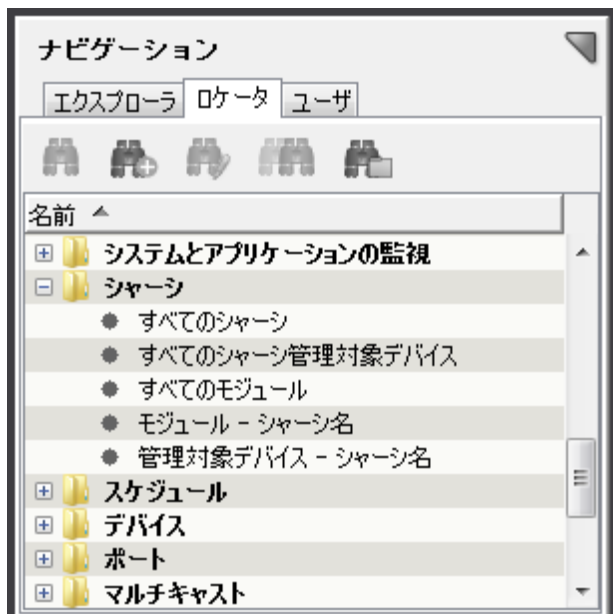 ナビゲーション
エクスプローラ ロケータ ユーザ
名前
システムとアプリケーションの監視
シャーシ
すべてのシャーシ
すべてのシャーシ管理対象デバイス
すべてのモジュール
モジュール - シャーシ名
管理対象デバイス - シャーシ名
スケジュール
デバイス
ポート
マルチキャスト